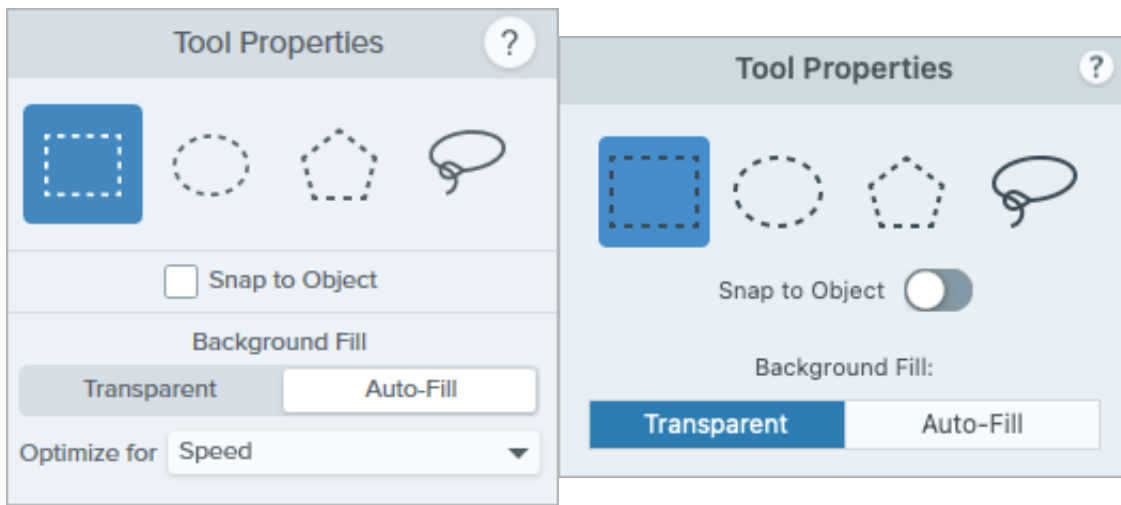 Tool Properties ?
Snap to Object
Background Fill
Transparent Auto-Fill
Optimize for Speed
Tool Properties ?
Snap to Object
Background Fill:
Transparent Auto-Fill